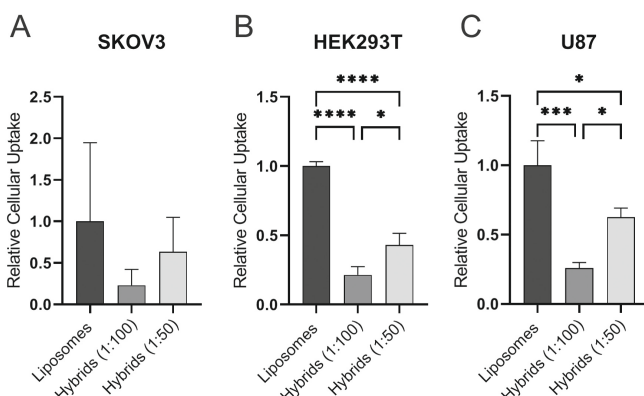 A
SKOV3
Relative Cellular Uptake
2.5
2.0
1.5
1.0
0.5
0.0
Liposomes
Hybrids (1:100)
Hybrids (1:50)
B
HEK293T
Relative Cellular Uptake
1.5
1.0
0.5
0.0
****
****
*
Liposomes
Hybrids (1:100)
Hybrids (1:50)
C
U87
Relative Cellular Uptake
1.5
1.0
0.5
0.0
*
***
*
Liposomes
Hybrids (1:100)
Hybrids (1:50)